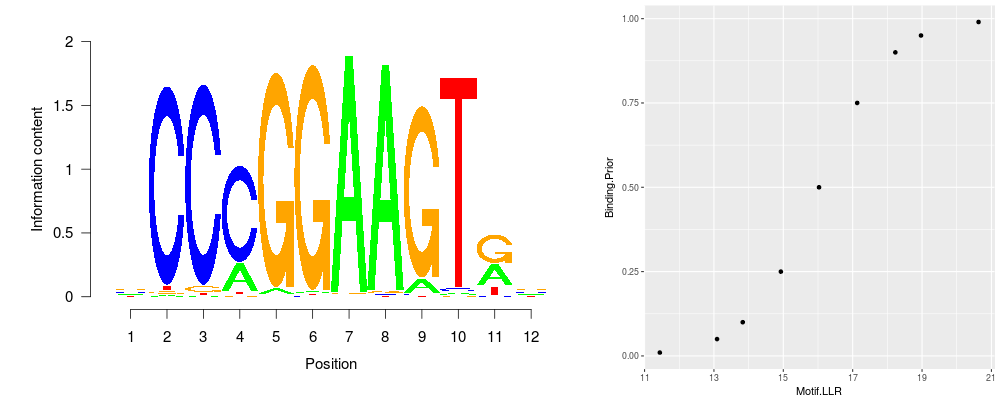 2
1.5
1
0.5
0
Information content
CCCGGAAGTG
A A
1 2 3 4 5 6 7 8 9 10 11 12
Position
1.00
0.75
0.50
0.25
0.00
Binding.Prior
11 13 15 17 19 21
Motif.LLR